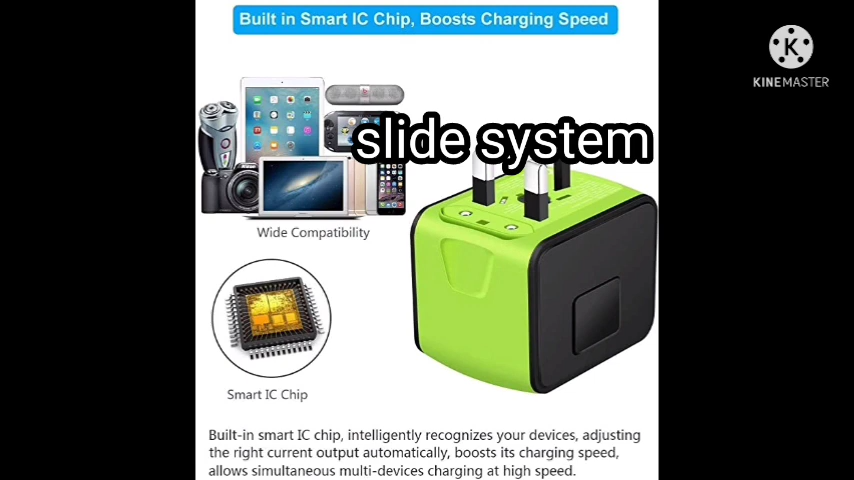 Built in Smart IC Chip, Boosts Charging Speed
KINEMASTER
slide system
Wide Compatibility
Smart IC Chip
Built-in smart IC chip, intelligently recognizes your devices, adjusting
the right current output automatically, boosts its charging speed,
allows simultaneous multi-devices charging at high speed.